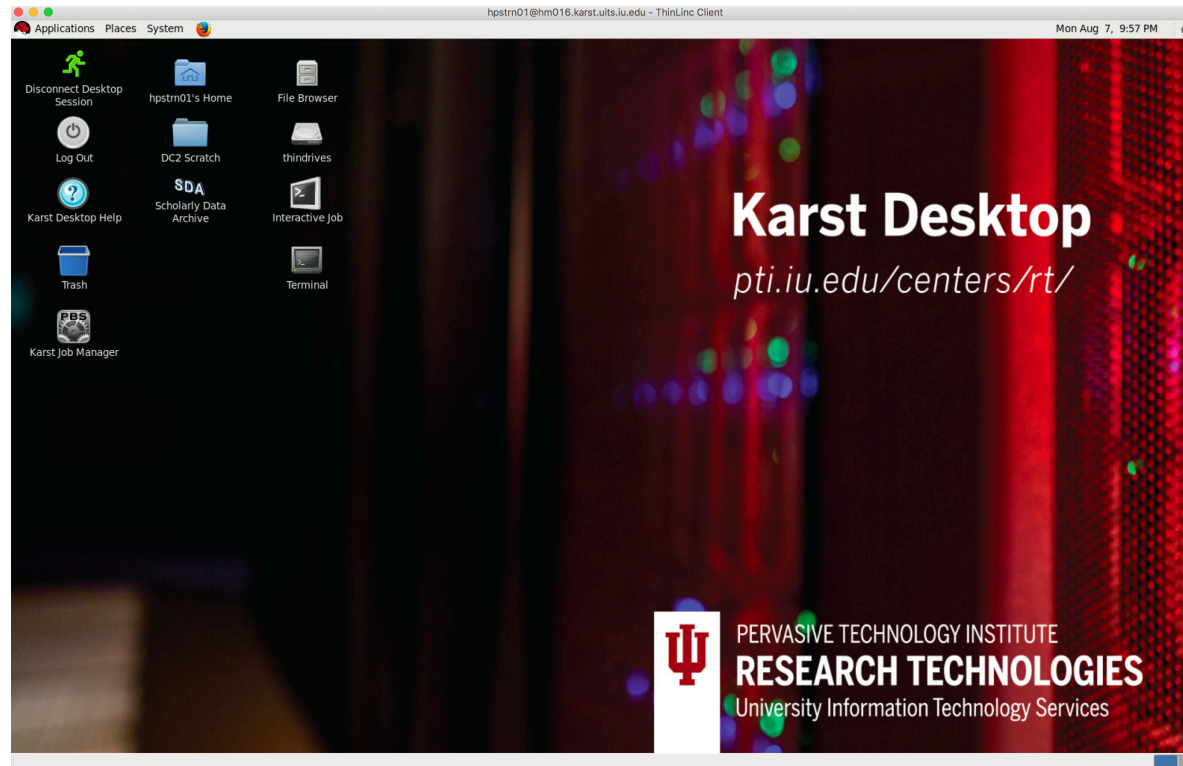 hpstrn01@hm016.karst.uits.iu.edu - ThinLinc Client
Applications Places System
Mon Aug 7, 9:57 PM
Disconnect Desktop
Session
hpstrn01's Home
File Browser
Log Out
DC2 Scratch
thindrives
Karst Desktop Help
SDA
Scholarly Data
Archive
Interactive Job
Trash
Terminal
PBS
Karst Job Manager
Karst Desktop
pti.iu.edu/centers/rt/
PERVASIVE TECHNOLOGY INSTITUTE
RESEARCH TECHNOLOGIES
University Information Technology Services